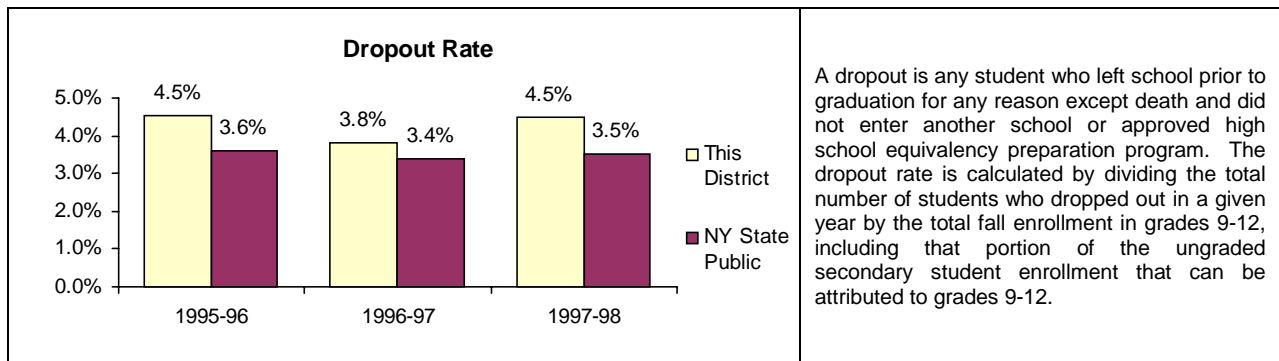 Dropout Rate
5.0%
4.0%
3.0%
2.0%
1.0%
0.0%
4.5%
3.6%
3.8%
3.4%
4.5%
3.5%
1995-96
1996-97
1997-98
This
District
NY State
Public
A dropout is any student who left school prior to
graduation for any reason except death and did
not enter another school or approved high
school equivalency preparation program. The
dropout rate is calculated by dividing the total
number of students who dropped out in a given
year by the total fall enrollment in grades 9-12,
including that portion of the ungraded
secondary student enrollment that can be
attributed to grades 9-12.